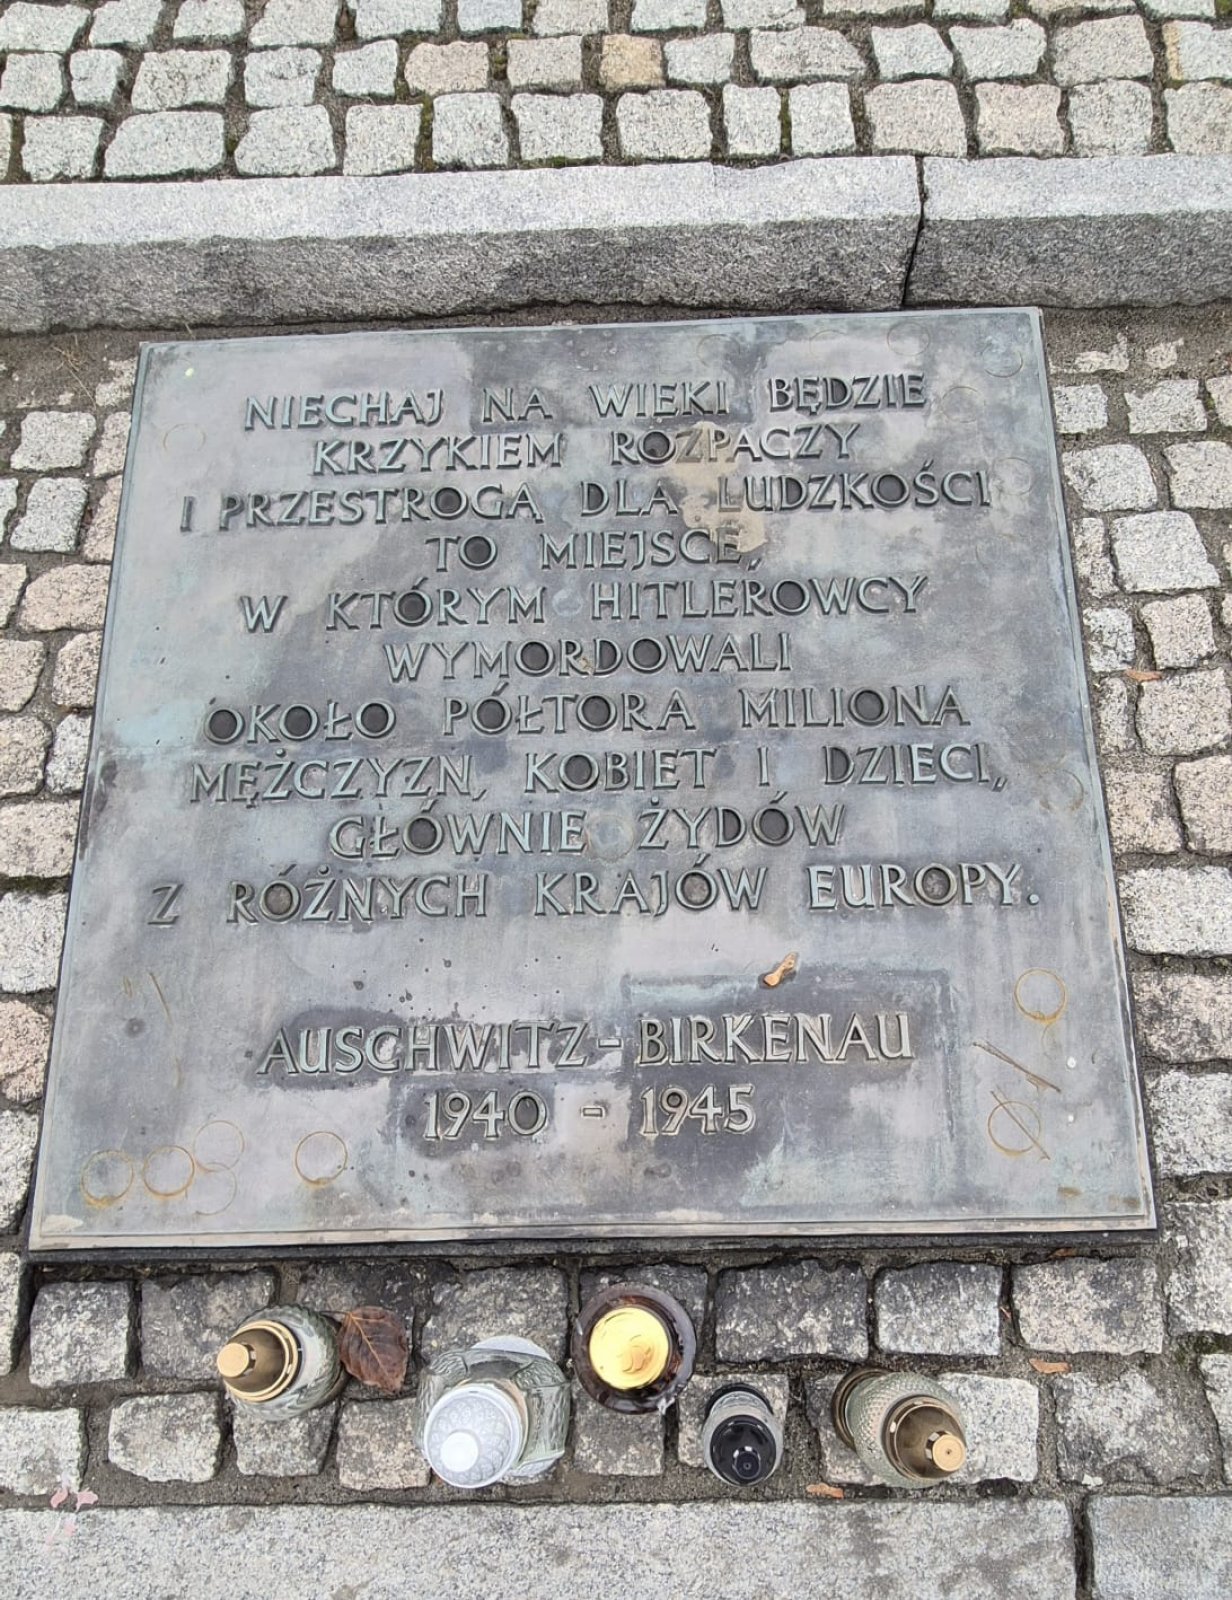 NIECHAJ NA WIEKI BĘDZIE
KRZYKIEM ROZPACZY
I PRZESTROGĄ DLA LUDZKOŚCI
TO MIEJSCE,
W KTÓRYM HITLEROWCY
WYMORDOWALI
OKOŁO PÓŁTORA MILIONA
MĘŻCZYZN, KOBIET I DZIECI,
GŁÓWNIE ŻYDÓW
Z RÓŻNYCH KRAJÓW EUROPY.
AUSCHWITZ - BIRKENAU
1940 - 1945